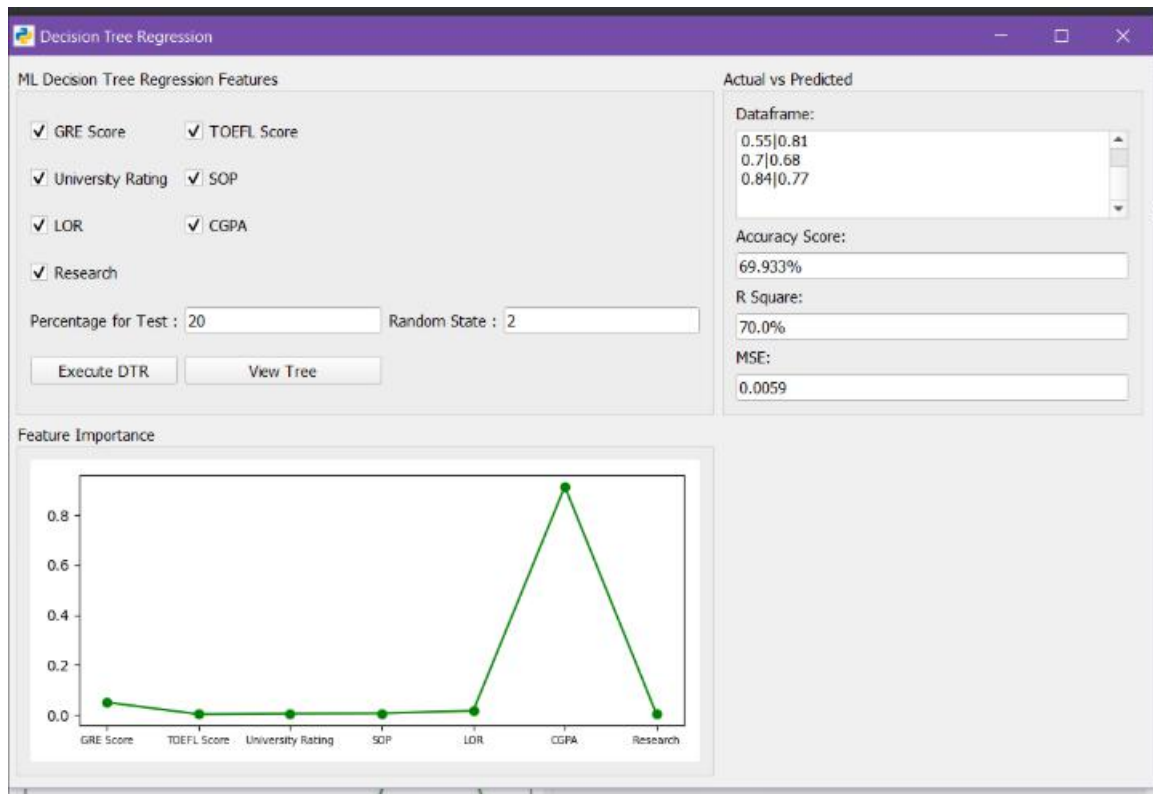 Decision Tree Regression
ML Decision Tree Regression Features
GRE Score TOEFL Score
University Rating SOP
LOR CGPA
Research
Percentage for Test : 20 Random State : 2
Execute DTR View Tree
Actual vs Predicted
Dataframe:
0.55|0.81
0.7|0.68
0.84|0.77
Accuracy Score:
69.933%
R Square:
70.0%
MSE:
0.0059
Feature Importance
0.8
0.6
0.4
0.2
0.0
GRE Score TOEFL Score University Rating SOP LOR CGPA Research